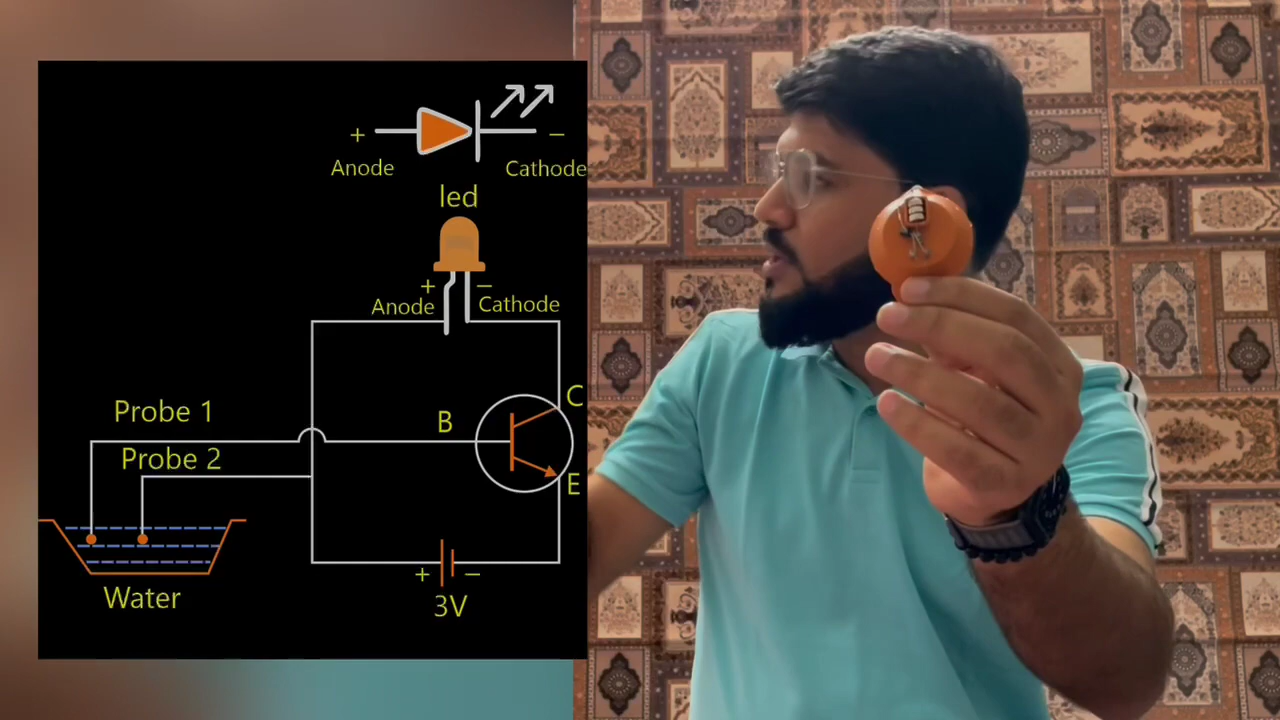 + −
Anode Cathode
led
+ −
Anode Cathode
C
Probe 1 B
Probe 2
E
+ −
Water 3V